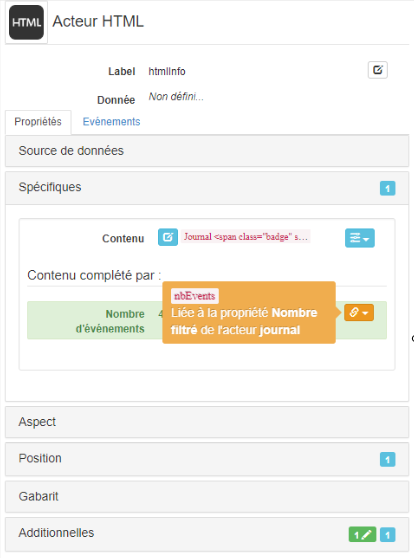 HTML Acteur HTML
Label htmlInfo
Donnée Non défini...
Propriétés Evènements
Source de données
Spécifiques 1
Contenu Journal <span class="badge" s...
Contenu complété par :
nbEvents
Nombre d'événements 4
Liée à la propriété Nombre
filtré de l'acteur journal
Aspect
Position 1
Gabarit
Additionnelles 1 1